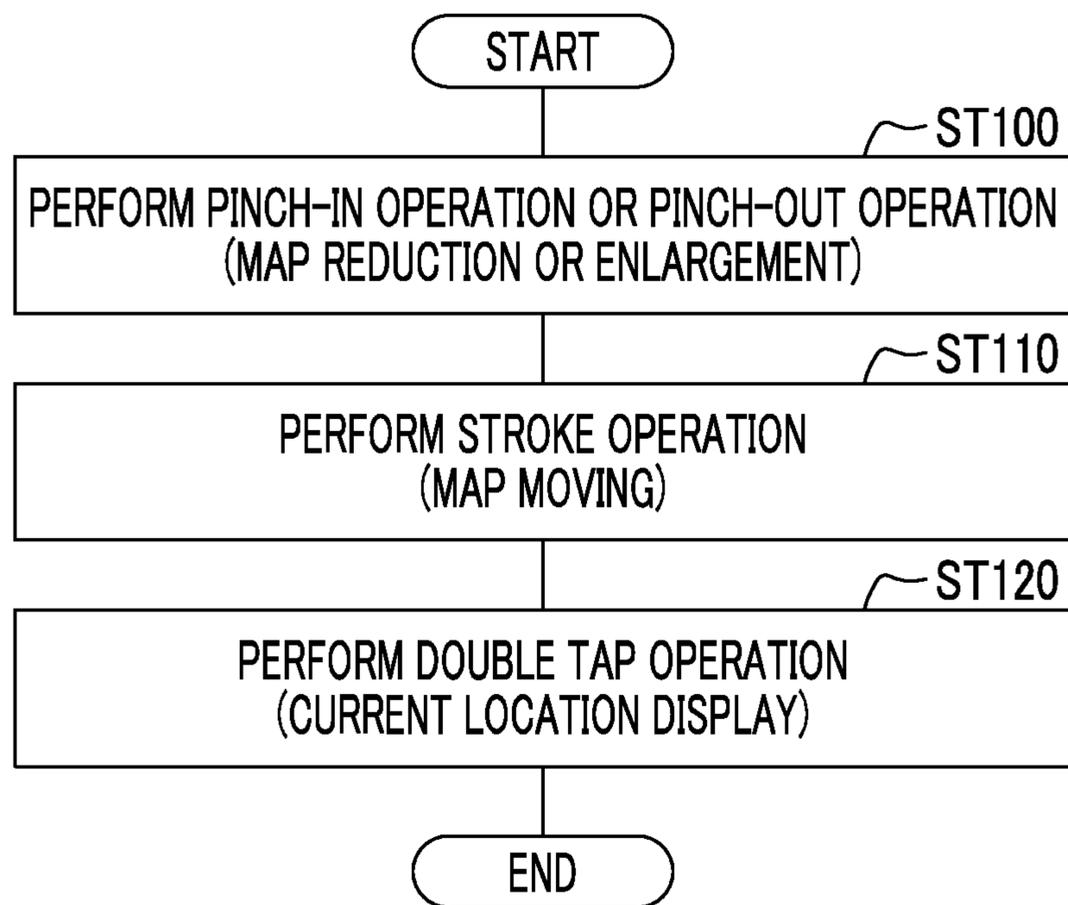 START
ST100
PERFORM PINCH-IN OPERATION OR PINCH-OUT OPERATION
(MAP REDUCTION OR ENLARGEMENT)
ST110
PERFORM STROKE OPERATION
(MAP MOVING)
ST120
PERFORM DOUBLE TAP OPERATION
(CURRENT LOCATION DISPLAY)
END